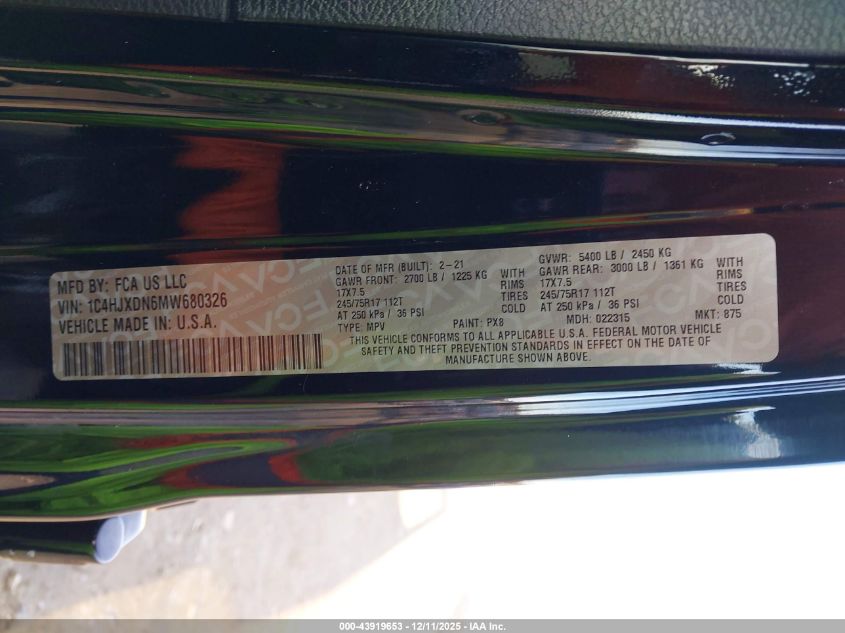 MFD BY: FCA US LLC
VIN: 1C4HJXDN6MW680326
VEHICLE MADE IN: U.S.A.
DATE OF MFR (BUILT): 2-21
GAWR FRONT: 2700 LB / 1225 KG WITH
17X7.5 RIMS
245/75R17 112T TIRES
AT 250 kPa / 36 PSI COLD
TYPE: MPV PAINT: PX8
GVWR: 5400 LB / 2450 KG
GAWR REAR: 3000 LB / 1361 KG WITH
17X7.5 RIMS
245/75R17 112T TIRES
AT 250 kPa / 36 PSI COLD
MDH: 022315 MKT: 875
THIS VEHICLE CONFORMS TO ALL APPLICABLE U.S.A. FEDERAL MOTOR VEHICLE
SAFETY AND THEFT PREVENTION STANDARDS IN EFFECT ON THE DATE OF
MANUFACTURE SHOWN ABOVE.
000-43919653 - 12/11/2025 - IAA Inc.